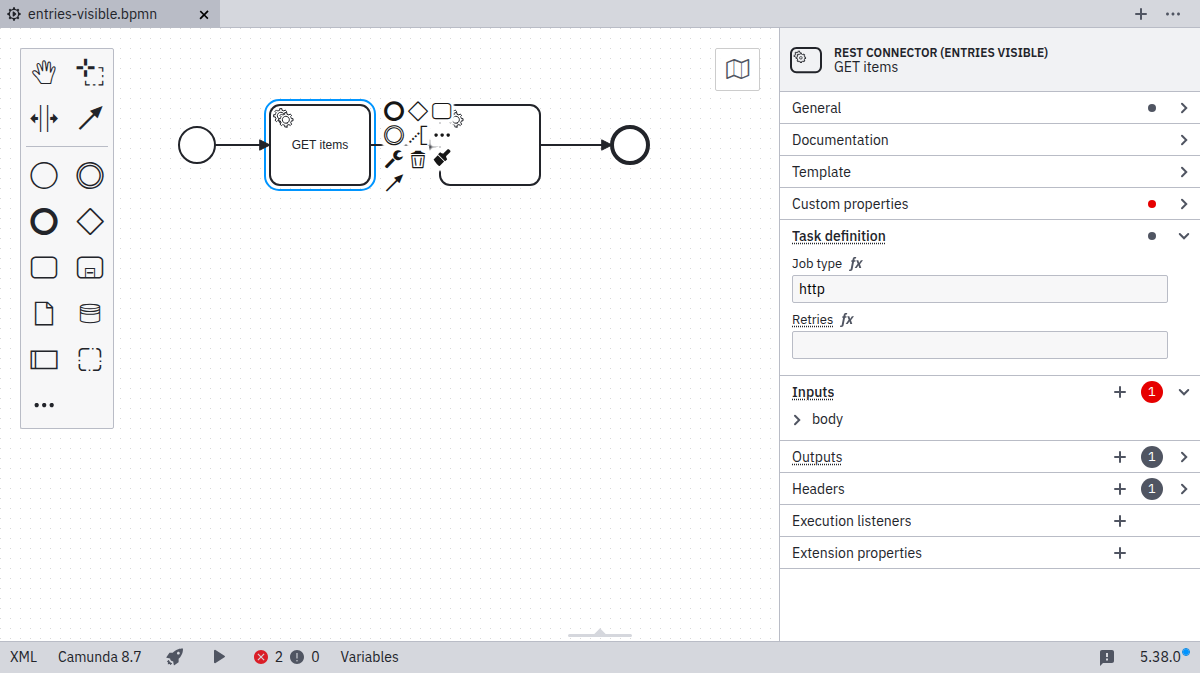 entries-visible.bpmn
GET items
REST CONNECTOR (ENTRIES VISIBLE)
GET items
General
Documentation
Template
Custom properties
Task definition
Job type fx
http
Retries fx
Inputs 1
body
Outputs 1
Headers 1
Execution listeners
Extension properties
XML Camunda 8.7 2 0 Variables 5.38.0